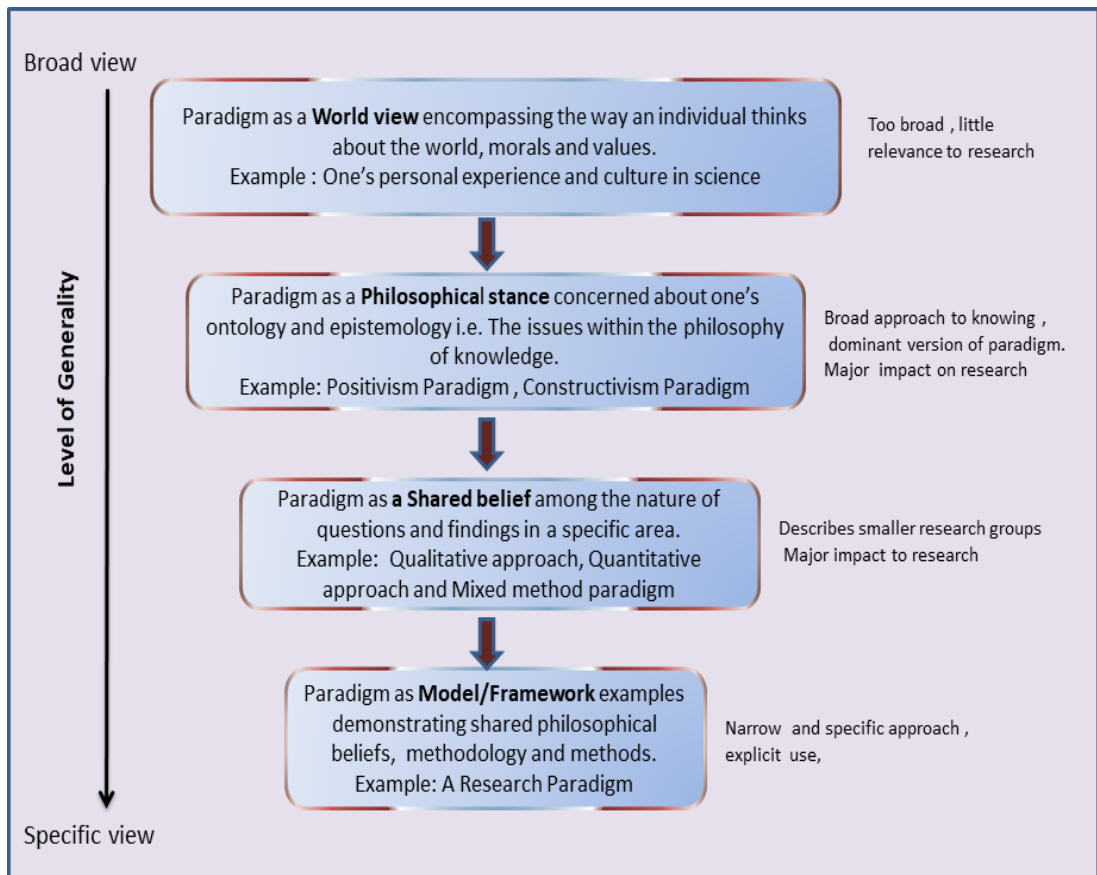 Broad view
Paradigm as a World view encompassing the way an individual thinks
about the world, morals and values.
Example : One's personal experience and culture in science
Too broad , little
relevance to research
Level of Generality
Paradigm as a Philosophical stance concerned about one's
ontology and epistemology i.e. The issues within the philosophy
of knowledge.
Example: Positivism Paradigm , Constructivism Paradigm
Broad approach to knowing ,
dominant version of paradigm.
Major impact on research
Paradigm as a Shared belief among the nature of
questions and findings in a specific area.
Example: Qualitative approach, Quantitative
approach and Mixed method paradigm
Describes smaller research groups
Major impact to research
Paradigm as Model/Framework examples
demonstrating shared philosophical
beliefs, methodology and methods.
Example: A Research Paradigm
Narrow and specific approach ,
explicit use,
Specific view